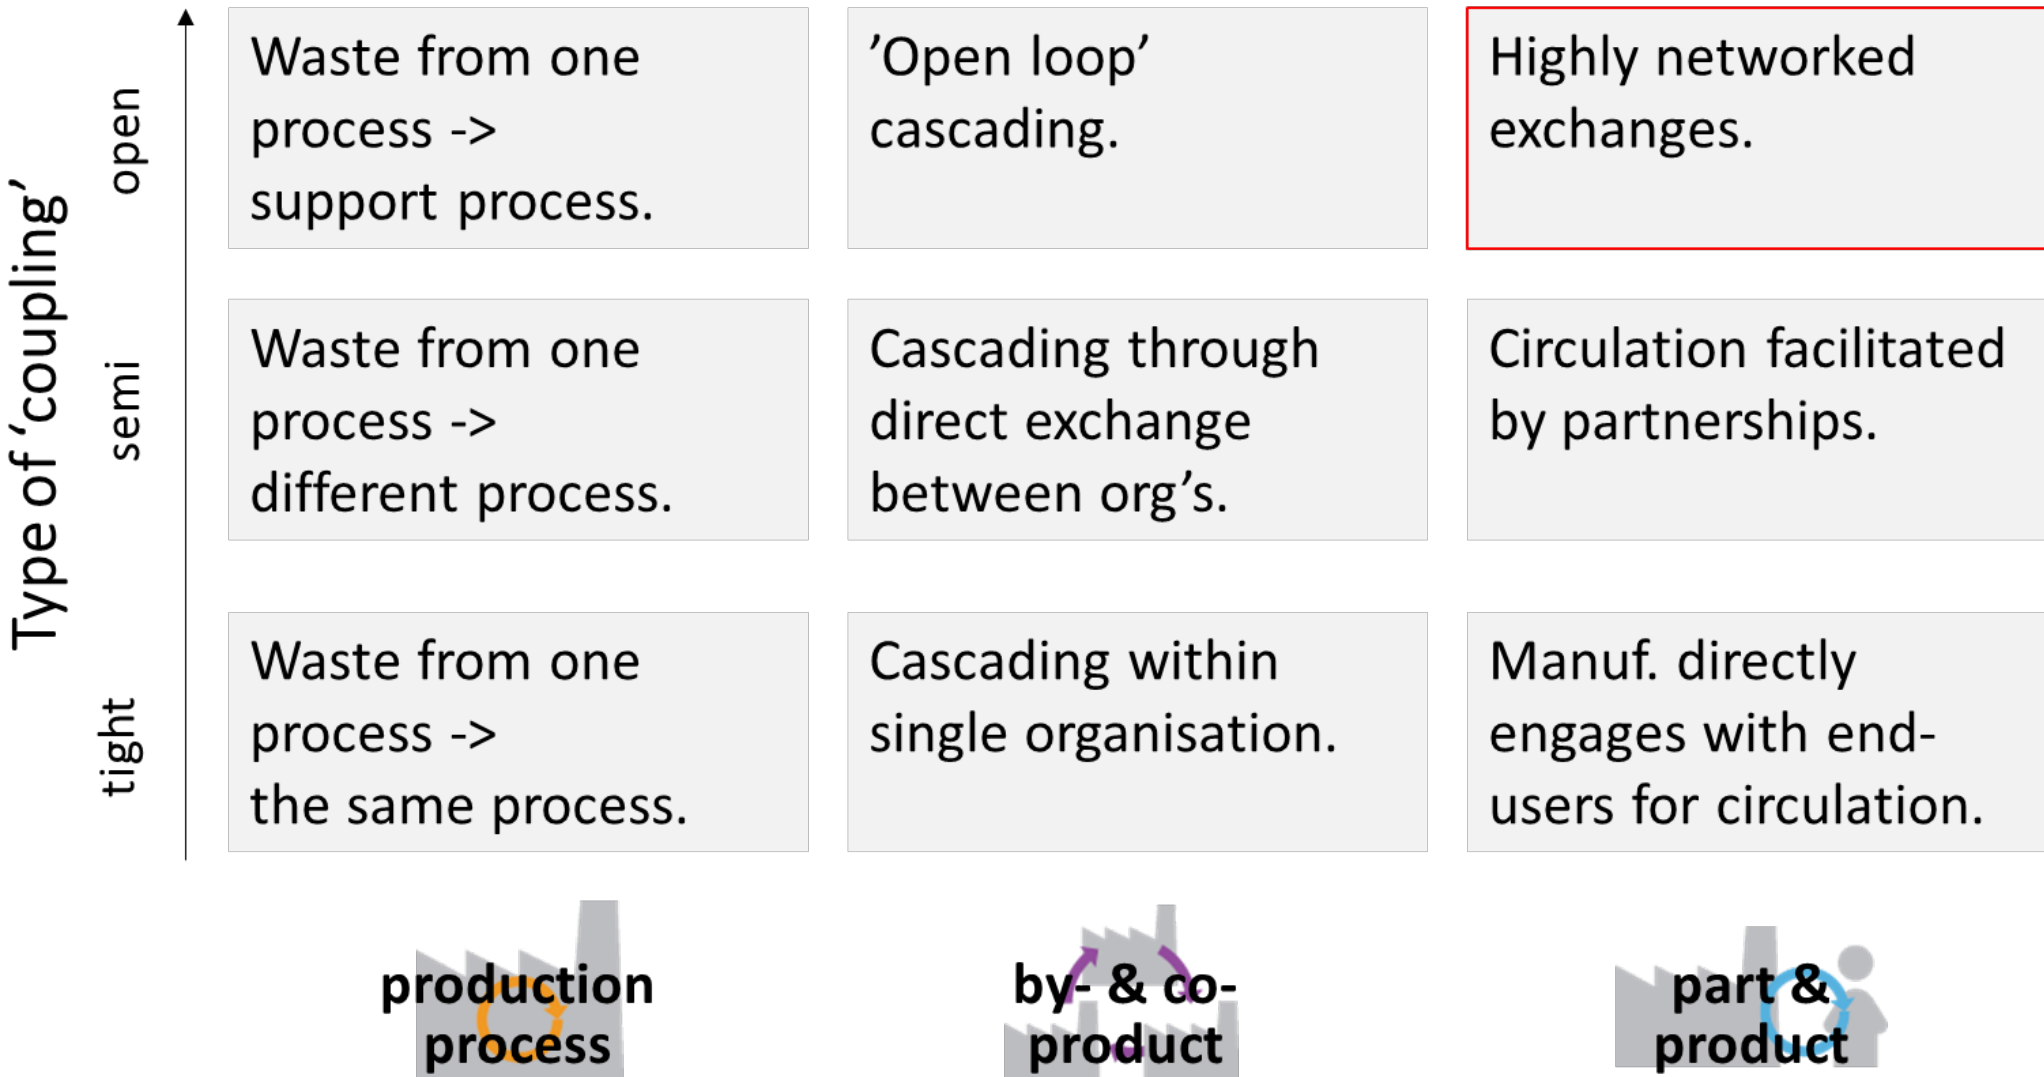 Type of ‘coupling’
open
semi
tight
Waste from one
process ->
support process.
’Open loop’
cascading.
Highly networked
exchanges.
Waste from one
process ->
different process.
Cascading through
direct exchange
between org’s.
Circulation facilitated
by partnerships.
Waste from one
process ->
the same process.
Cascading within
single organisation.
Manuf. directly
engages with end-
users for circulation.
production
process
by- & co-
product
part &
product